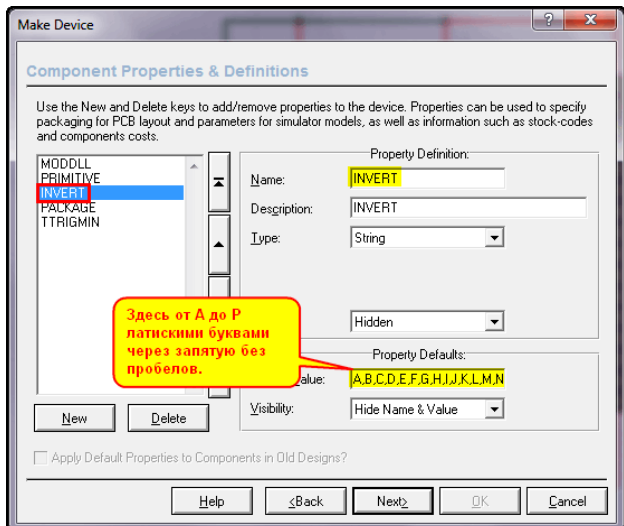 Make Device
?
X
Component Properties & Definitions
Use the New and Delete keys to add/remove properties to the device. Properties can be used to specify
packaging for PCB layout and parameters for simulator models, as well as information such as stock-codes
and components costs.
MODDLL
PRIMITIVE
INVERT
PACKAGE
TTRIGMIN
New
Delete
Property Definition:
Name:
INVERT
Description:
INVERT
Type:
String
Hidden
Здесь от А до Р
латискими буквами
через запятую без
пробелов.
Property Defaults:
alue:
A,B,C,D,E,F,G,H,I,J,K,L,M,N
Visibility:
Hide Name & Value
Apply Default Properties to Components in Old Designs?
Help
<Back
Next>
OK
Cancel